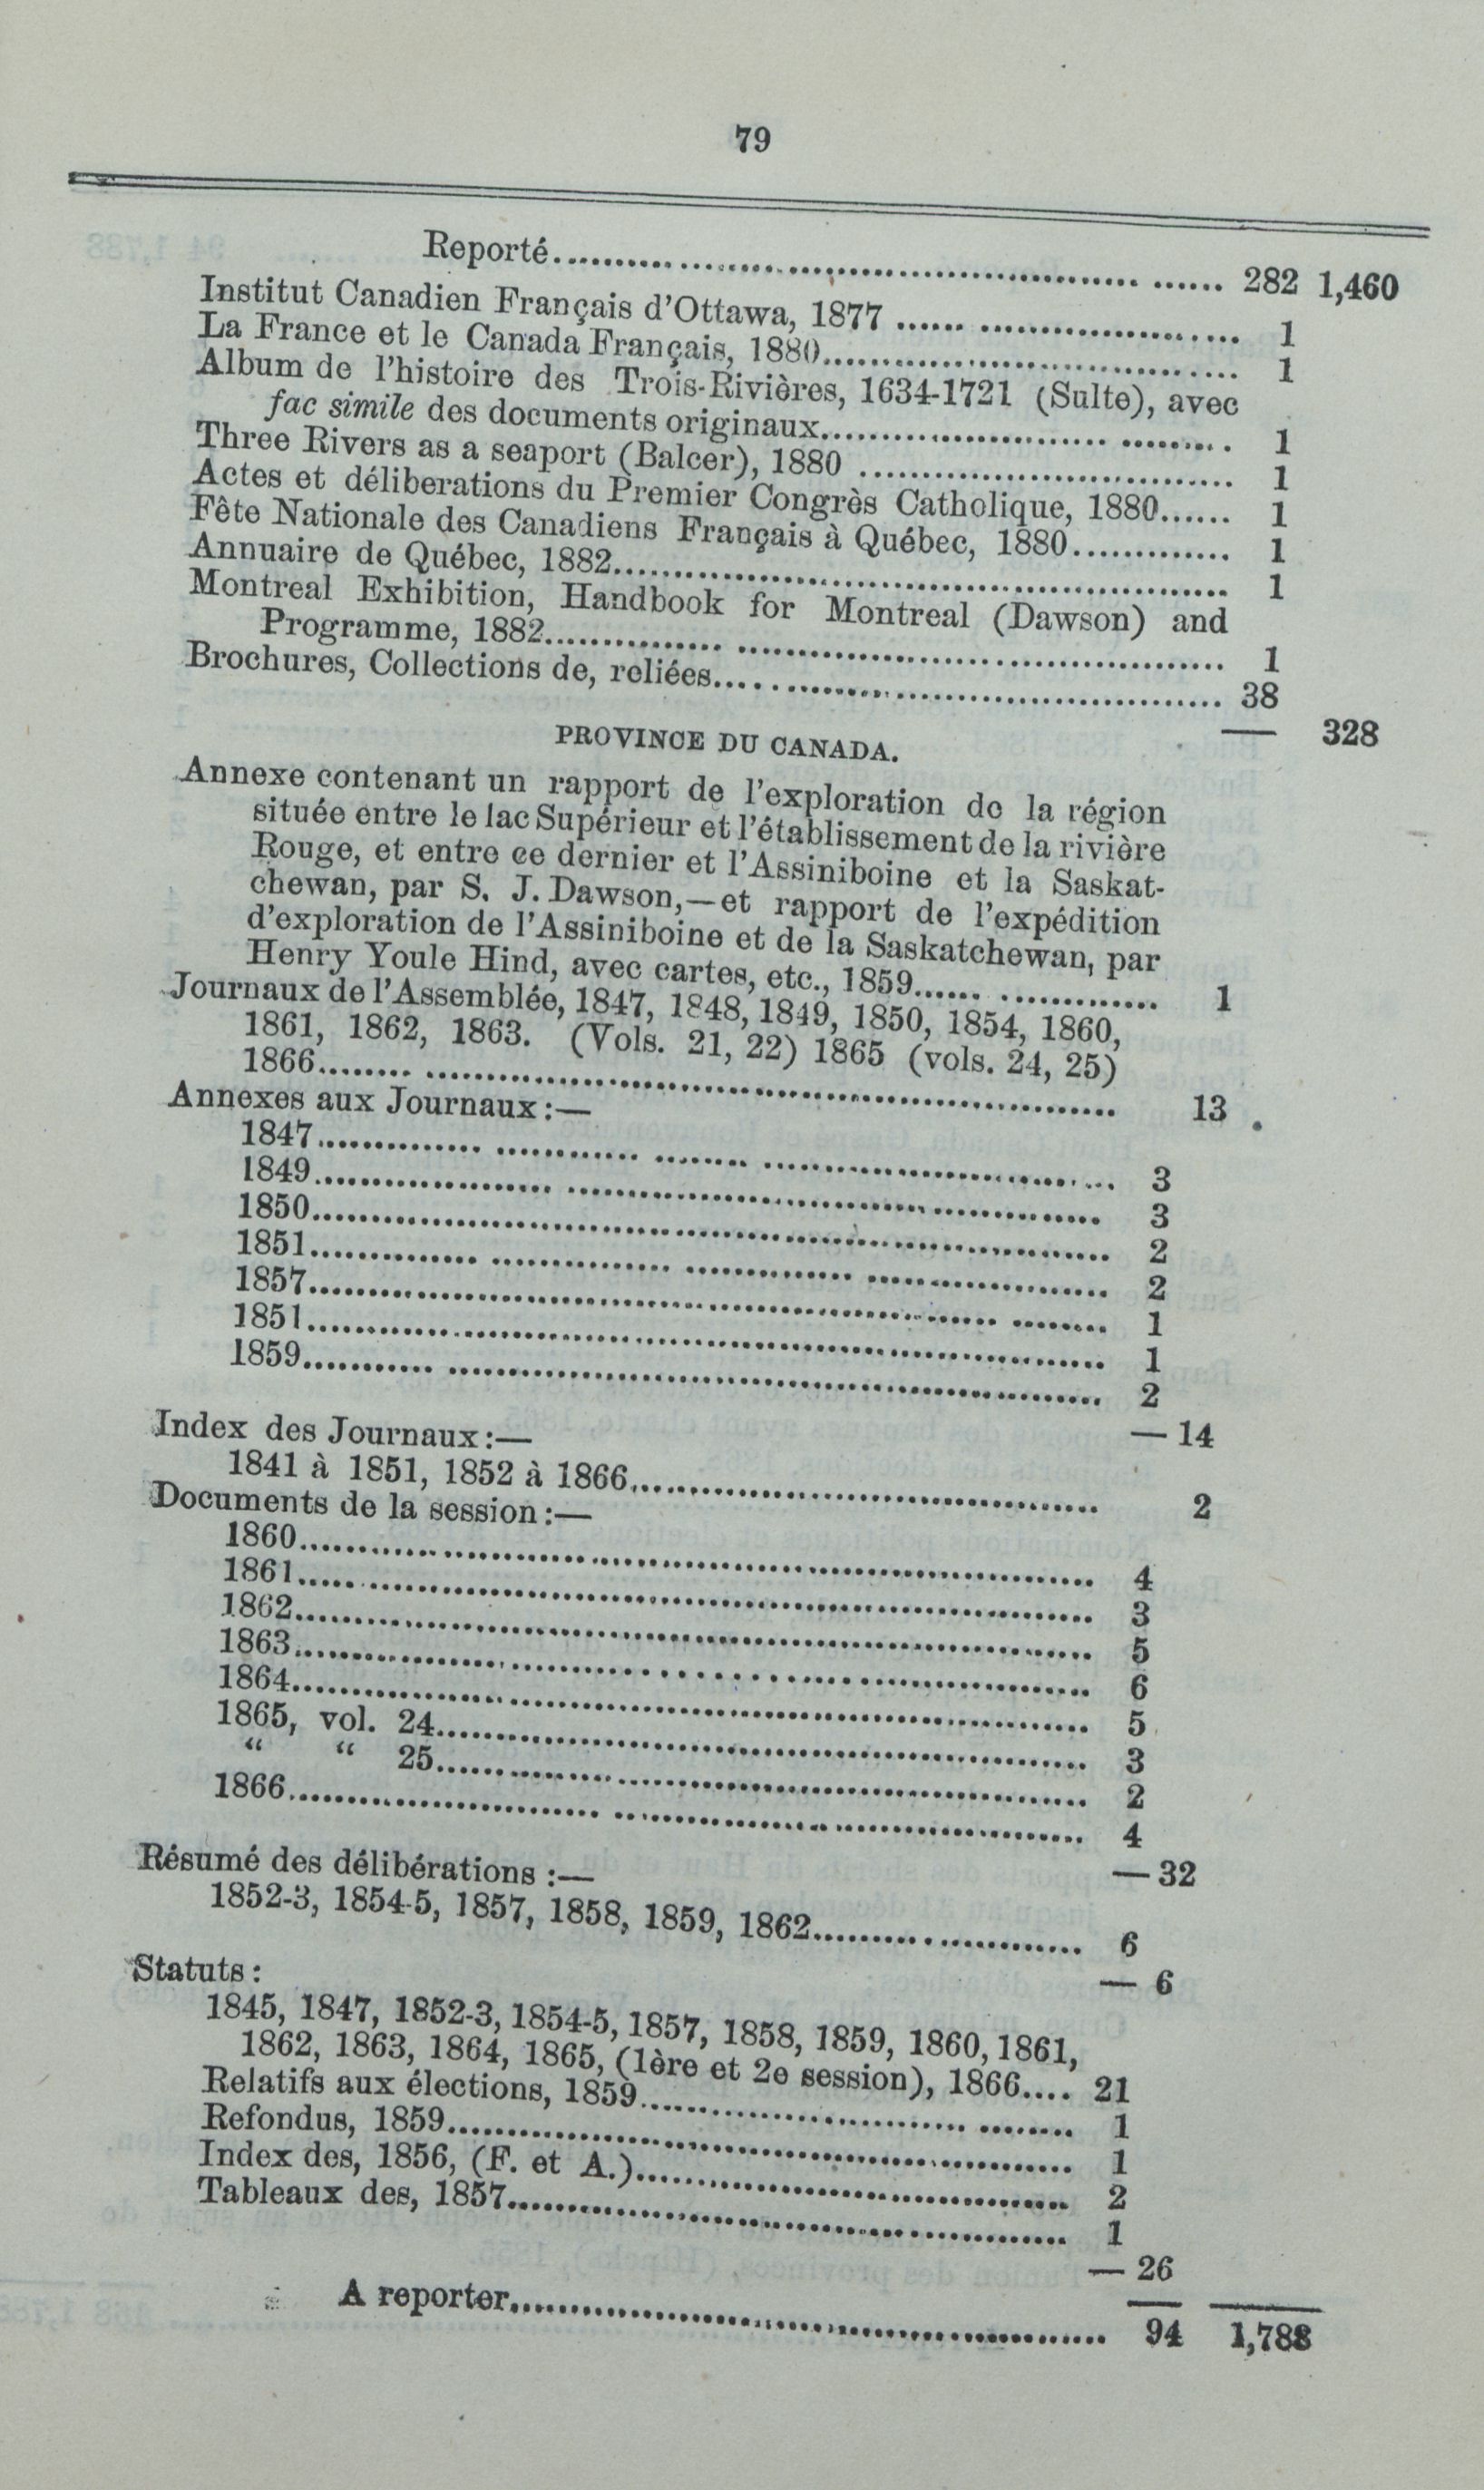 79
Reporté.............................. 282 1,460
Institut Canadien Français d'Ottawa, 1877 .............................. 1
La France et le Canada Français, 1880.............................. 1
Album de l'histoire des Trois-Rivières, 1634-1721 (Sulte), avec
fac simile des documents originaux.............................. 1
Three Rivers as a seaport (Balcer), 1880 .............................. 1
Actes et déliberations du Premier Congrès Catholique, 1880...... 1
Fête Nationale des Canadiens Français à Québec, 1880............. 1
Annuaire de Québec, 1882.............................. 1
Montreal Exhibition, Handbook for Montreal (Dawson) and
Programme, 1882.............................. 1
Brochures, Collections de, reliées.............................. 38
— 328
PROVINCE DU CANADA.
Annexe contenant un rapport de l'exploration de la région
située entre le lac Supérieur et l'établissement de la rivière
Rouge, et entre ce dernier et l'Assiniboine et la Saskat-
chewan, par S. J. Dawson,—et rapport de l'expédition
d'exploration de l'Assiniboine et de la Saskatchewan, par
Henry Youle Hind, avec cartes, etc., 1859.................... 1
Journaux de l'Assemblée, 1847, 1848, 1849, 1850, 1854, 1860,
1861, 1862, 1863. (Vols. 21, 22) 1865 (vols. 24, 25)
1866.............................. 13
Annexes aux Journaux :—
1847.............................. 3
1849.............................. 3
1850.............................. 2
1851.............................. 2
1857.............................. 1
1851.............................. 1
1859.............................. 2
— 14
Index des Journaux :—
1841 à 1851, 1852 à 1866.............................. 2
Documents de la session :—
1860.............................. 4
1861.............................. 3
1862.............................. 5
1863.............................. 6
1864.............................. 5
1865, vol. 24.............................. 3
“ “ 25.............................. 2
1866.............................. 4
— 32
Résumé des délibérations :—
1852-3, 1854-5, 1857, 1858, 1859, 1862.................... 6
— 6
Statuts :
1845, 1847, 1852-3, 1854-5, 1857, 1858, 1859, 1860, 1861,
1862, 1863, 1864, 1865, (1ère et 2e session), 1866.... 21
Relatifs aux élections, 1859.............................. 1
Refondus, 1859.............................. 1
Index des, 1856, (F. et A.).............................. 2
Tableaux des, 1857.............................. 1
— 26
A reporter.............................. 94 1,788